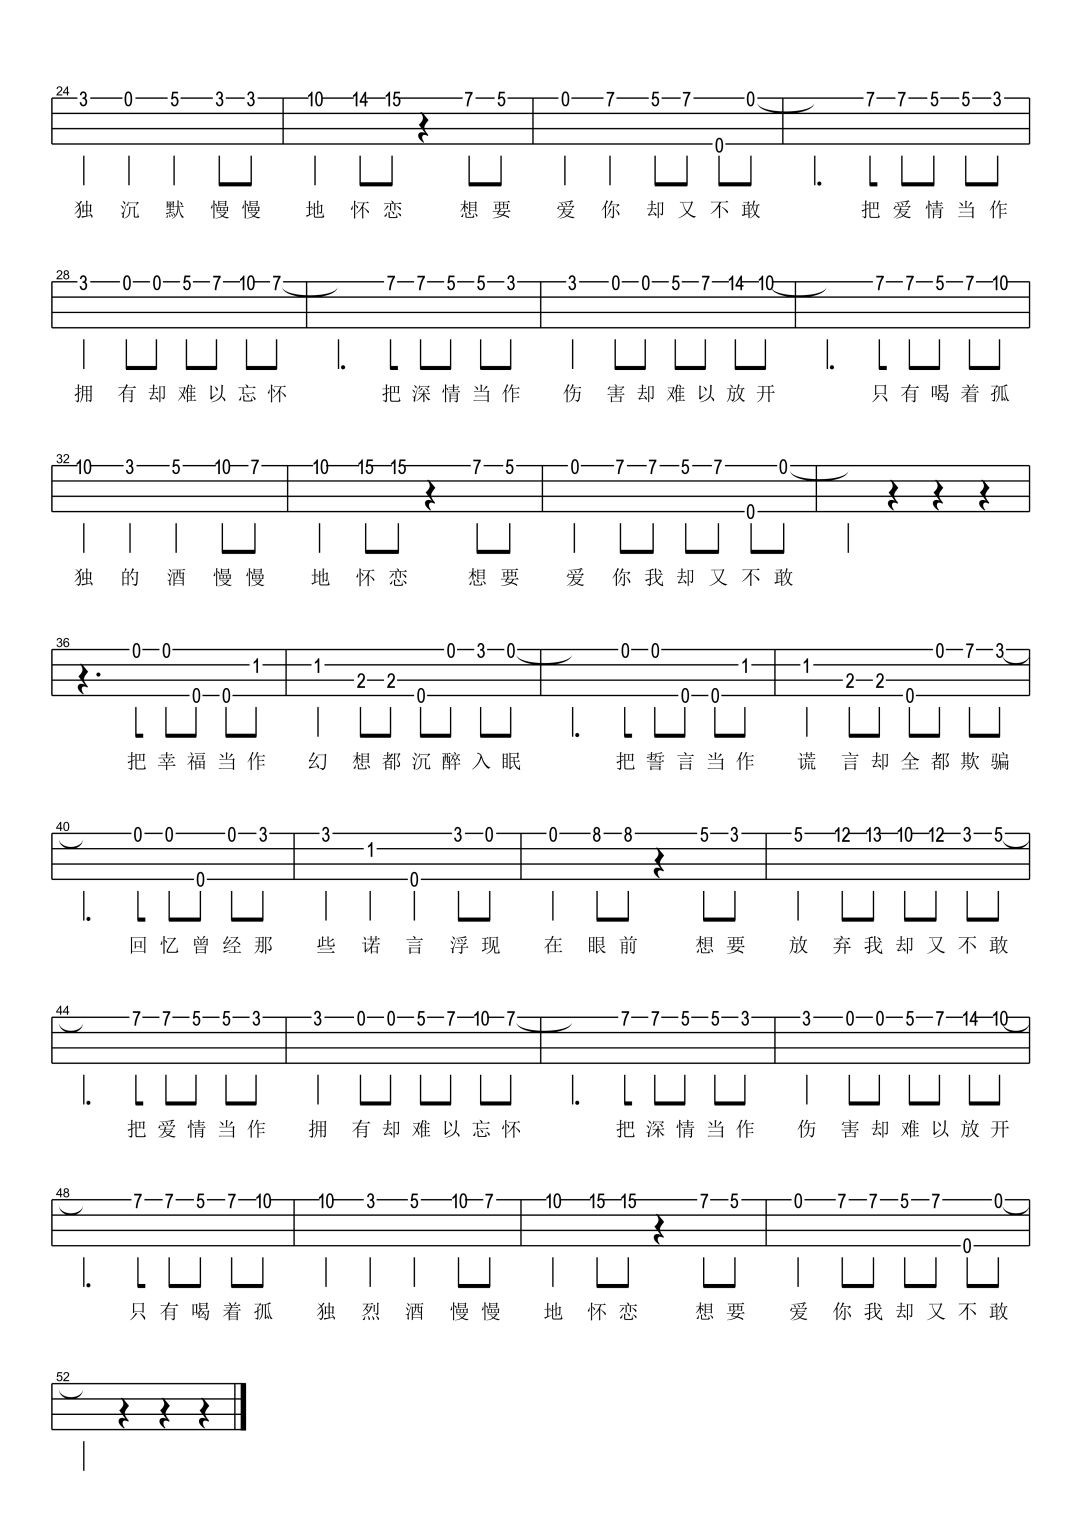 24
3 0 5 3 3 10 14 15 7 5 0 7 5 7 0 0 7 7 5 5 3
独 沉 默 慢 慢 地 怀 恋 想 要 爱 你 却 又 不 敢 把 爱 情 当 作
28
3 0 0 5 7 10 7 7 7 5 5 3 3 0 0 5 7 14 10 7 7 5 7 10
拥 有 却 难 以 忘 怀 把 深 情 当 作 伤 害 却 难 以 放 开 只 有 喝 着 孤
32
10 3 5 10 7 10 15 15 7 5 0 7 7 5 7 0 0
独 的 酒 慢 慢 地 怀 恋 想 要 爱 你 我 却 又 不 敢
36
0 0 0 0 1 1 2 2 0 0 3 0 0 0 0 0 1 1 2 2 0 0 7 3
把 幸 福 当 作 幻 想 都 沉 醉 入 眠 把 誓 言 当 作 谎 言 却 全 都 欺 骗
40
0 0 0 0 3 3 1 0 3 0 0 8 8 5 3 5 12 13 10 12 3 5
回 忆 曾 经 那 些 诺 言 浮 现 在 眼 前 想 要 放 弃 我 却 又 不 敢
44
7 7 5 5 3 3 0 0 5 7 10 7 7 7 5 5 3 3 0 0 5 7 14 10
把 爱 情 当 作 拥 有 却 难 以 忘 怀 把 深 情 当 作 伤 害 却 难 以 放 开
48
7 7 5 7 10 10 3 5 10 7 10 15 15 7 5 0 7 7 5 7 0 0
只 有 喝 着 孤 独 烈 酒 慢 慢 地 怀 恋 想 要 爱 你 我 却 又 不 敢
52